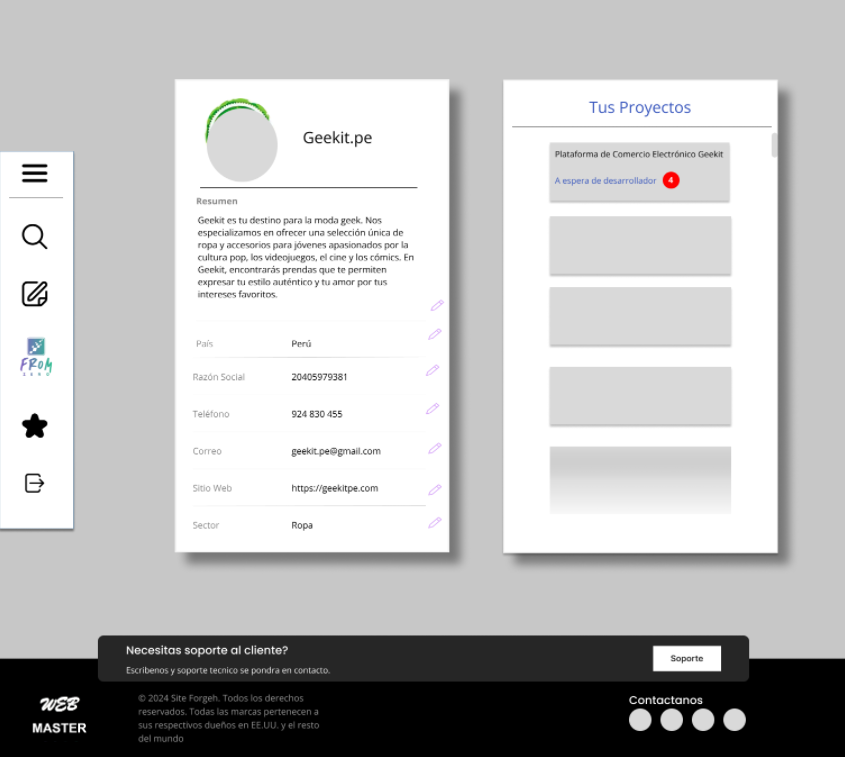 FROM
ZERO
Geekit.pe
Resumen
Geekit es tu destino para la moda geek. Nos
especializamos en ofrecer una selección única de
ropa y accesorios para jóvenes apasionados por la
cultura pop, los videojuegos, el cine y los cómics. En
Geekit, encontrarás prendas que te permiten
expresar tu estilo auténtico y tu amor por tus
intereses favoritos.
País Perú
Razón Social 20405979381
Teléfono 924 830 455
Correo geekit.pe@gmail.com
Sitio Web https://geekitpe.com
Sector Ropa
Tus Proyectos
Plataforma de Comercio Electrónico Geekit
A espera de desarrollador 4
Necesitas soporte al cliente?
Escribenos y soporte tecnico se pondra en contacto.
Soporte
WEB
MASTER
© 2024 Site Forgeh. Todos los derechos
reservados. Todas las marcas pertenecen a
sus respectivos dueños en EE.UU. y el resto
del mundo
Contactanos